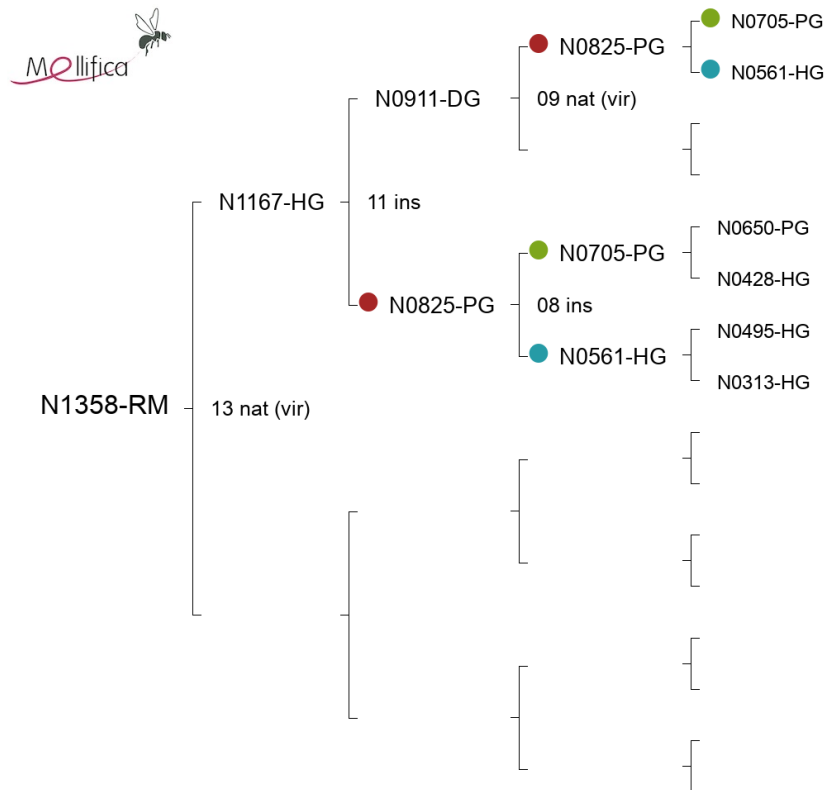 Mellifica
N0705-PG
N0825-PG
N0561-HG
N0911-DG
09 nat (vir)
N1167-HG
11 ins
N0650-PG
N0705-PG
N0428-HG
N0825-PG
08 ins
N0495-HG
N0561-HG
N0313-HG
N1358-RM
13 nat (vir)